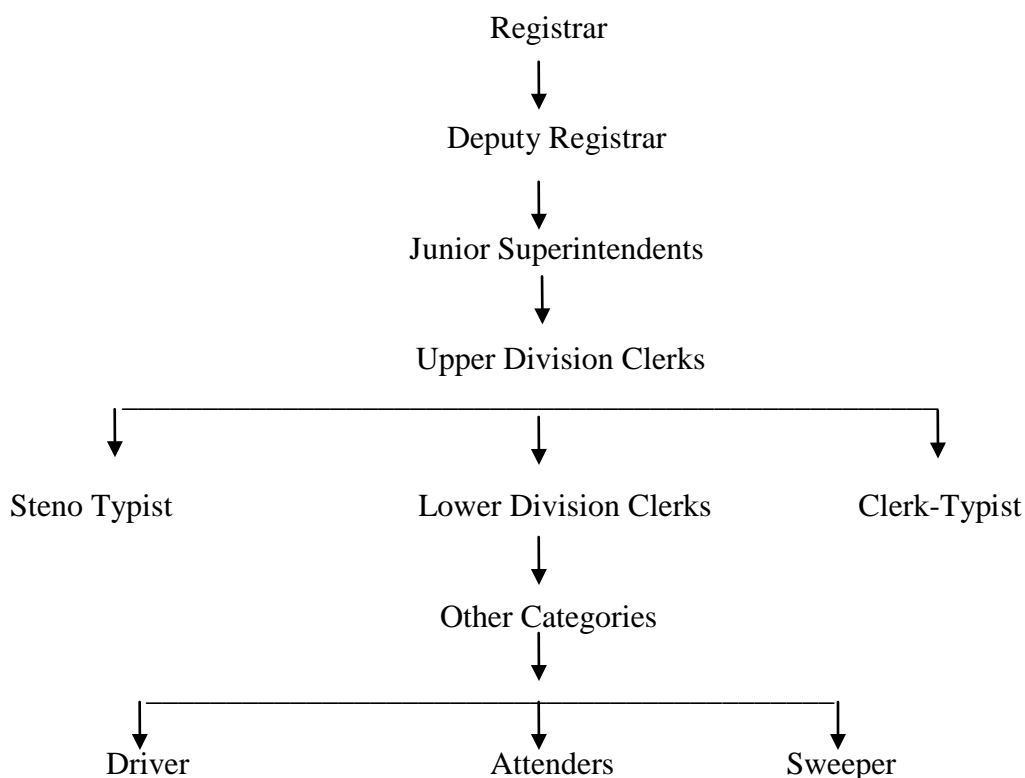 Registrar
Deputy Registrar
Junior Superintendents
Upper Division Clerks
Steno Typist Lower Division Clerks Clerk-Typist
Other Categories
Driver Attenders Sweeper